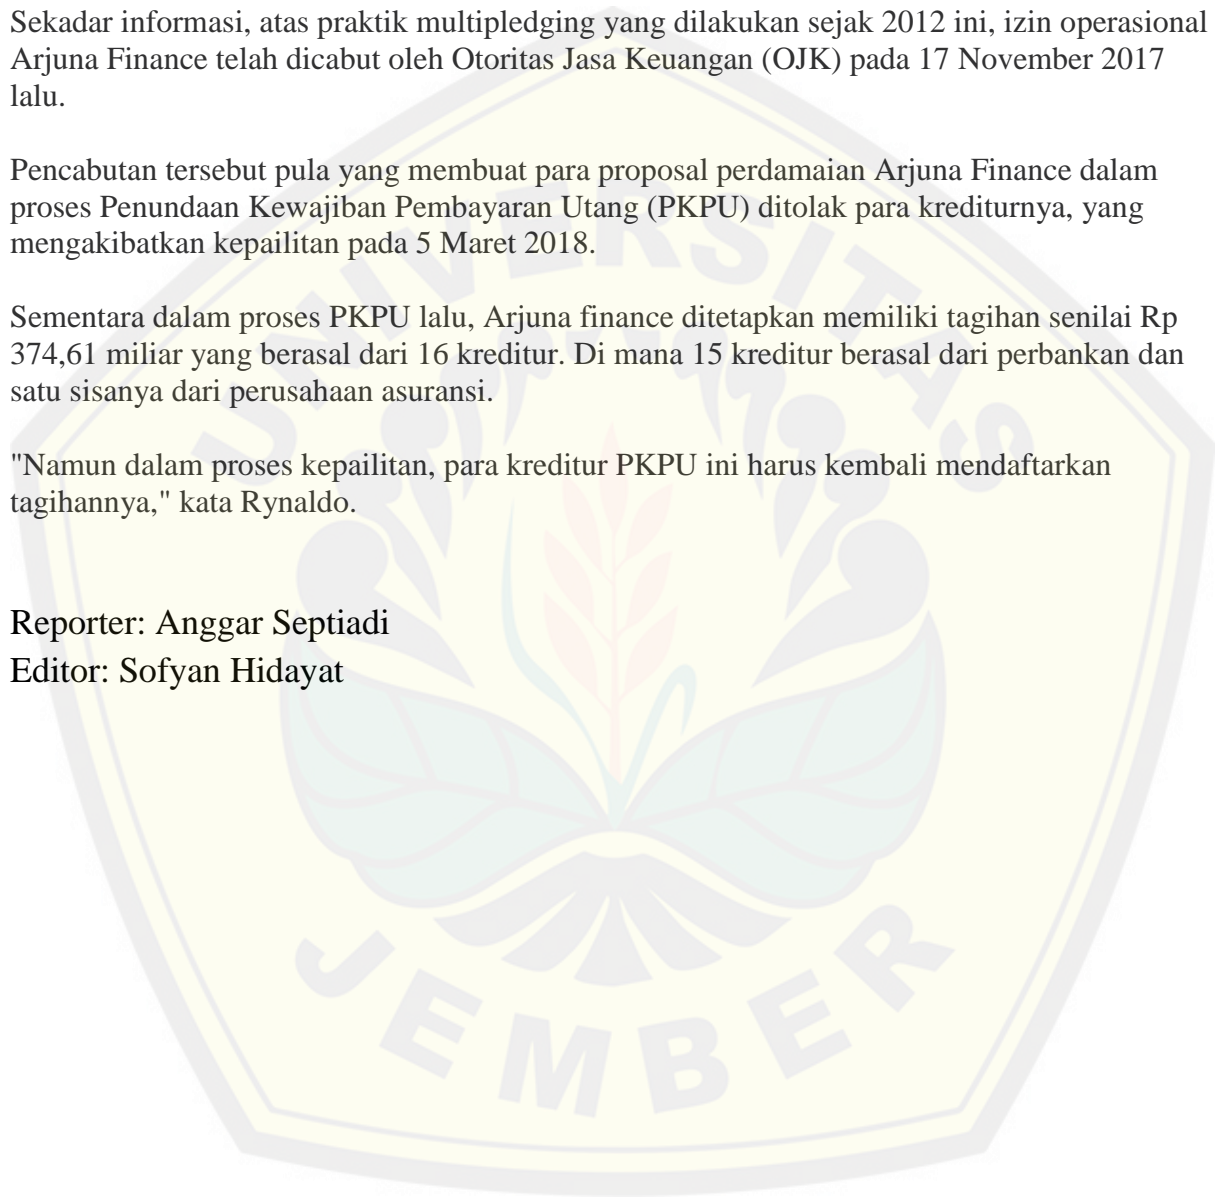 Sekadar informasi, atas praktik multipledging yang dilakukan sejak 2012 ini, izin operasional
Arjuna Finance telah dicabut oleh Otoritas Jasa Keuangan (OJK) pada 17 November 2017
lalu.
Pencabutan tersebut pula yang membuat para proposal perdamaian Arjuna Finance dalam
proses Penundaan Kewajiban Pembayaran Utang (PKPU) ditolak para krediturnya, yang
mengakibatkan kepailitan pada 5 Maret 2018.
Sementara dalam proses PKPU lalu, Arjuna finance ditetapkan memiliki tagihan senilai Rp
374,61 miliar yang berasal dari 16 kreditur. Di mana 15 kreditur berasal dari perbankan dan
satu sisanya dari perusahaan asuransi.
"Namun dalam proses kepailitan, para kreditur PKPU ini harus kembali mendaftarkan
tagihannya," kata Rynaldo.
Reporter: Anggar Septiadi
Editor: Sofyan Hidayat
UNIVERSITAS
JEMBER